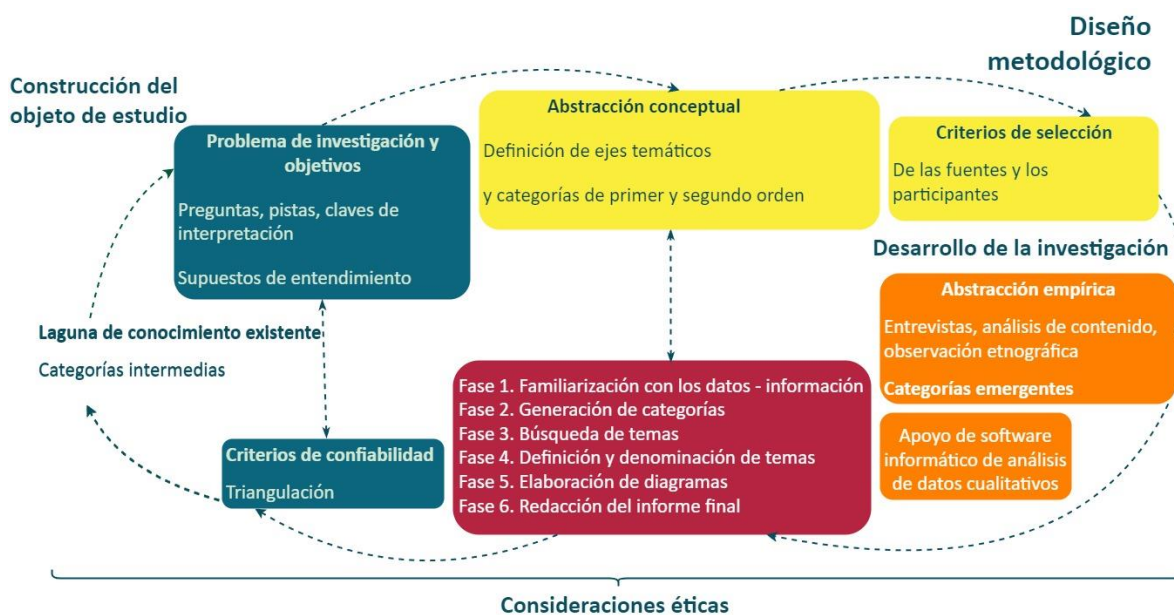 Diseño
metodológico
Construcción del
objeto de estudio
Problema de investigación y
objetivos
Preguntas, pistas, claves de
interpretación
Supuestos de entendimiento
Abstracción conceptual
Definición de ejes temáticos
y categorías de primer y segundo orden
Criterios de selección
De las fuentes y los
participantes
Desarrollo de la investigación
Abstracción empírica
Entrevistas, análisis de contenido,
observación etnográfica
Categorías emergentes
Apoyo de software
informático de análisis
de datos cualitativos
Laguna de conocimiento existente
Categorías intermedias
Fase 1. Familiarización con los datos - información
Fase 2. Generación de categorías
Fase 3. Búsqueda de temas
Fase 4. Definición y denominación de temas
Fase 5. Elaboración de diagramas
Fase 6. Redacción del informe final
Criterios de confiabilidad
Triangulación
Consideraciones éticas